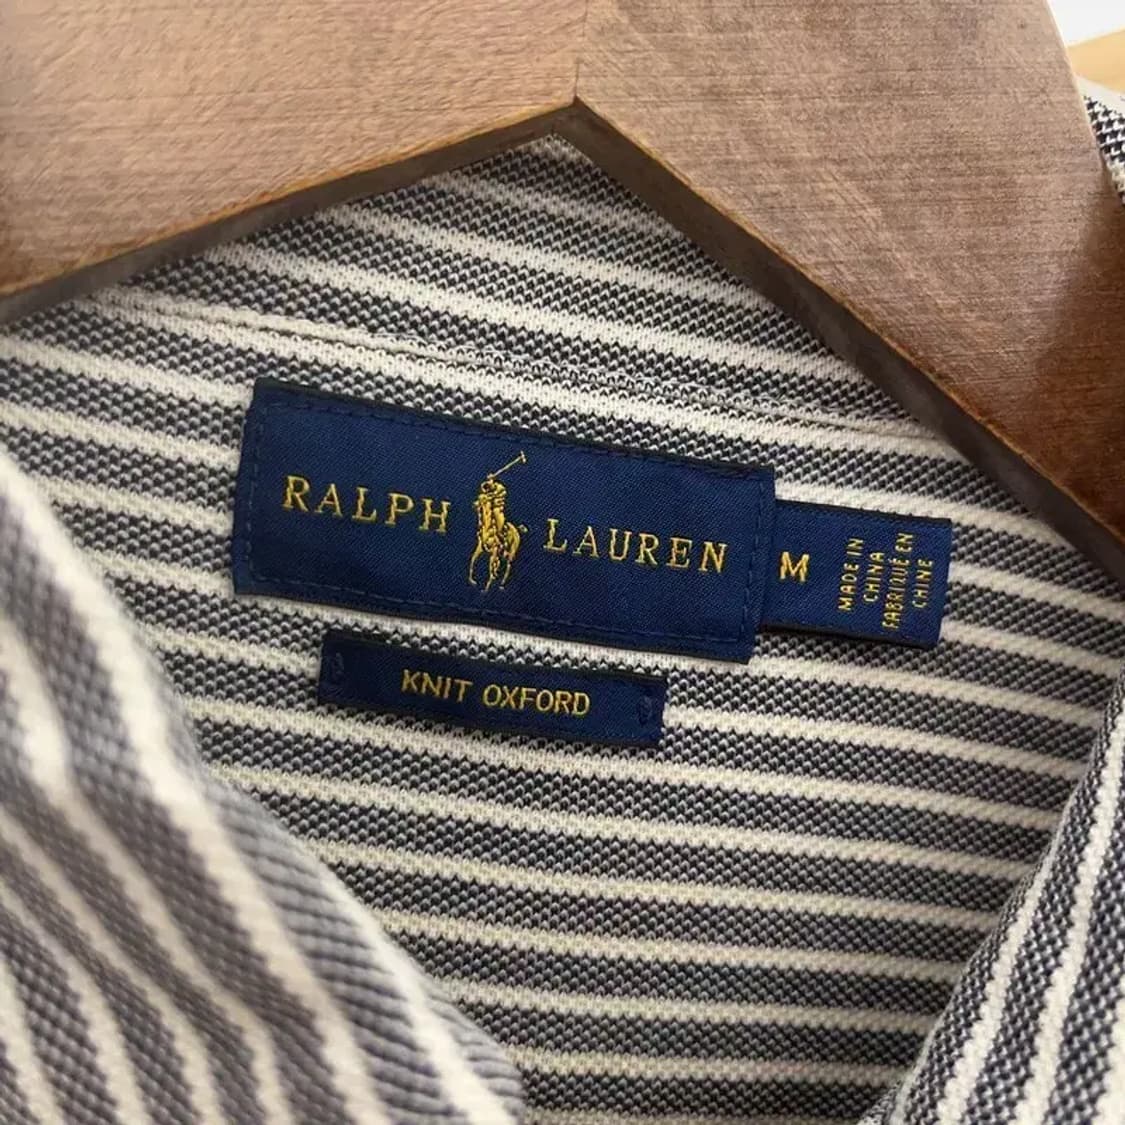 RALPH LAUREN
M
MADE IN
CHINA
FABRIQUÉ EN
CHINE
KNIT OXFORD